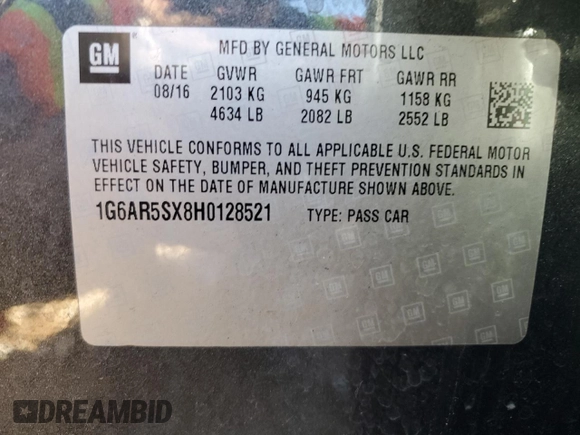 GM
MFD BY GENERAL MOTORS LLC
DATE GVWR GAWR FRT GAWR RR
08/16 2103 KG 945 KG 1158 KG
4634 LB 2082 LB 2552 LB
THIS VEHICLE CONFORMS TO ALL APPLICABLE U.S. FEDERAL MOTOR
VEHICLE SAFETY, BUMPER, AND THEFT PREVENTION STANDARDS IN
EFFECT ON THE DATE OF MANUFACTURE SHOWN ABOVE.
1G6AR5SX8H0128521 TYPE: PASS CAR
DREAMBID